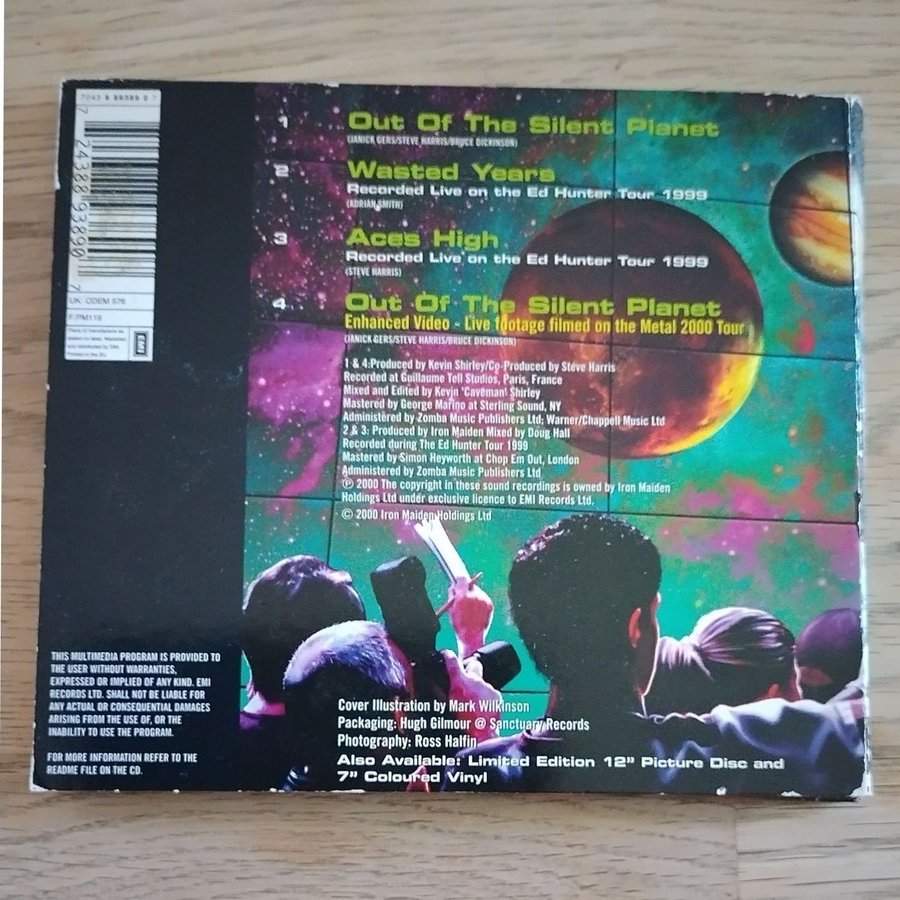 7243 8 89389 0 7
7 24388 93890 7
UK: CDEM 576
F:PM119
EMI
1 Out Of The Silent Planet
(JANICK GERS/STEVE HARRIS/BRUCE DICKINSON)
2 Wasted Years
Recorded Live on the Ed Hunter Tour 1999
(ADRIAN SMITH)
3 Aces High
Recorded Live on the Ed Hunter Tour 1999
(STEVE HARRIS)
4 Out Of The Silent Planet
Enhanced Video - Live footage filmed on the Metal 2000 Tour
(JANICK GERS/STEVE HARRIS/BRUCE DICKINSON)
1 & 4:Produced by Kevin Shirley/Co-Produced by Steve Harris
Recorded at Guillaume Tell Studios, Paris, France
Mixed and Edited by Kevin 'Caveman' Shirley
Mastered by George Marino at Sterling Sound, NY
Administered by Zomba Music Publishers Ltd; Warner/Chappell Music Ltd
2 & 3: Produced by Iron Maiden Mixed by Doug Hall
Recorded during The Ed Hunter Tour 1999
Mastered by Simon Heyworth at Chop Em Out, London
Administered by Zomba Music Publishers Ltd
℗ 2000 The copyright in these sound recordings is owned by Iron Maiden
Holdings Ltd under exclusive licence to EMI Records Ltd.
© 2000 Iron Maiden Holdings Ltd
THIS MULTIMEDIA PROGRAM IS PROVIDED TO
THE USER WITHOUT WARRANTIES,
EXPRESSED OR IMPLIED OF ANY KIND. EMI
RECORDS LTD. SHALL NOT BE LIABLE FOR
ANY ACTUAL OR CONSEQUENTIAL DAMAGES
ARISING FROM THE USE OF, OR THE
INABILITY TO USE THE PROGRAM.
FOR MORE INFORMATION REFER TO THE
README FILE ON THE CD.
Cover Illustration by Mark Wilkinson
Packaging: Hugh Gilmour @ Sanctuary Records
Photography: Ross Halfin
Also Available: Limited Edition 12" Picture Disc and
7" Coloured Vinyl